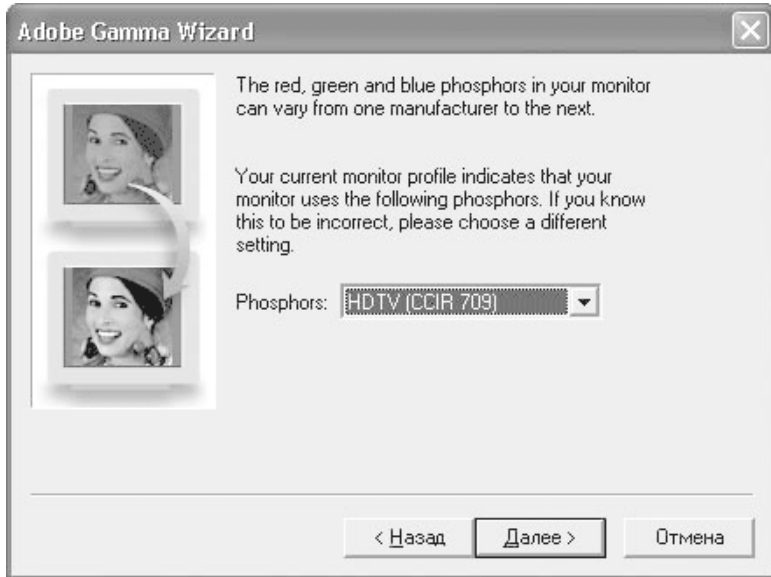 Adobe Gamma Wizard
The red, green and blue phosphors in your monitor
can vary from one manufacturer to the next.
Your current monitor profile indicates that your
monitor uses the following phosphors. If you know
this to be incorrect, please choose a different
setting.
Phosphors: HDTV (CCIR 709)
< Назад Далее > Отмена